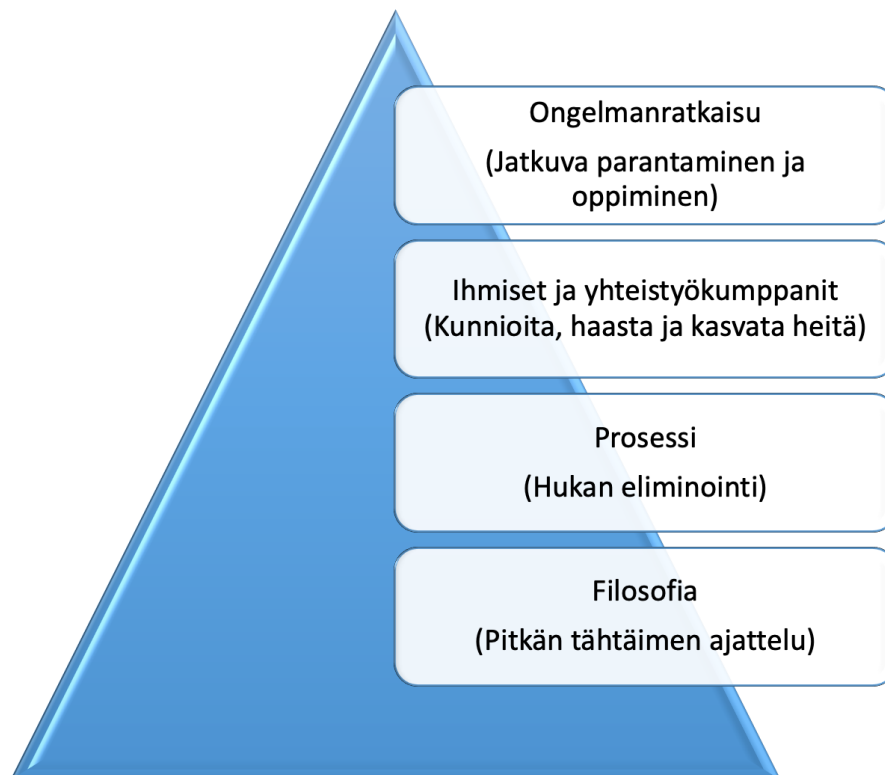 Ongelmanratkaisu
(Jatkuva parantaminen ja
oppiminen)
Ihmiset ja yhteistyökumppanit
(Kunnioita, haasta ja kasvata heitä)
Prosessi
(Hukan eliminointi)
Filosofia
(Pitkän tähtäimen ajattelu)